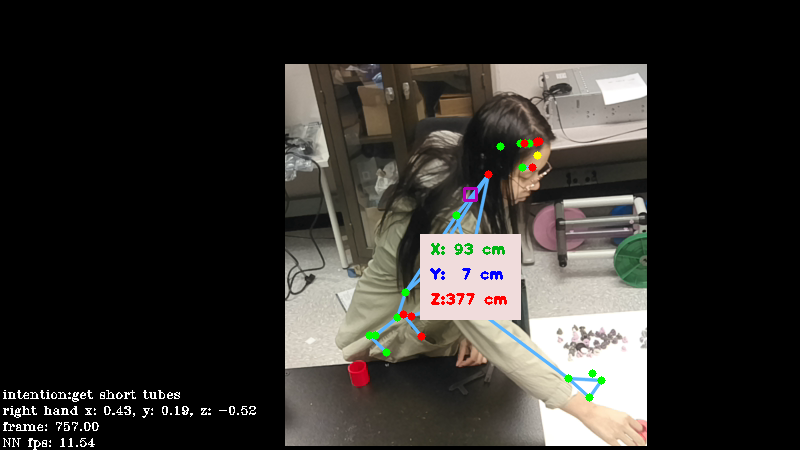 X: 93 cm
Y: 7 cm
Z:377 cm
intention:get short tubes
right hand x: 0.43, y: 0.19, z: -0.52
frame: 757.00
NN fps: 11.54